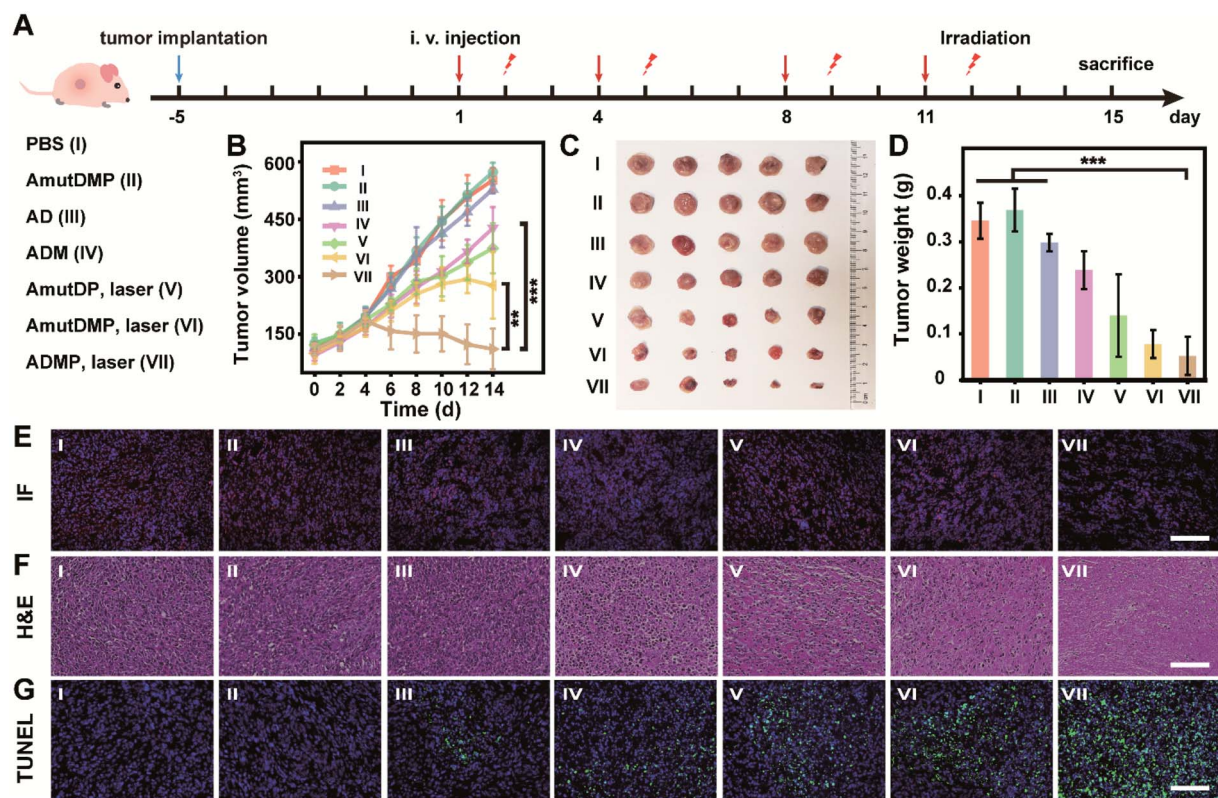 A
tumor implantation
i. v. injection
Irradiation
sacrifice
-5
1
4
8
11
15
day
PBS (I)
AmutDMP (II)
AD (III)
ADM (IV)
AmutDP, laser (V)
AmutDMP, laser (VI)
ADMP, laser (VII)
B
Tumor volume (mm³)
600
450
300
150
I
II
III
IV
V
VI
VII
**
***
0 2 4 6 8 10 12 14
Time (d)
C
I
II
III
IV
V
VI
VII
D
***
Tumor weight (g)
0.4
0.3
0.2
0.1
0
I II III IV V VI VII
E
IF
I II III IV V VI VII
F
H&E
I II III IV V VI VII
G
TUNEL
I II III IV V VI VII